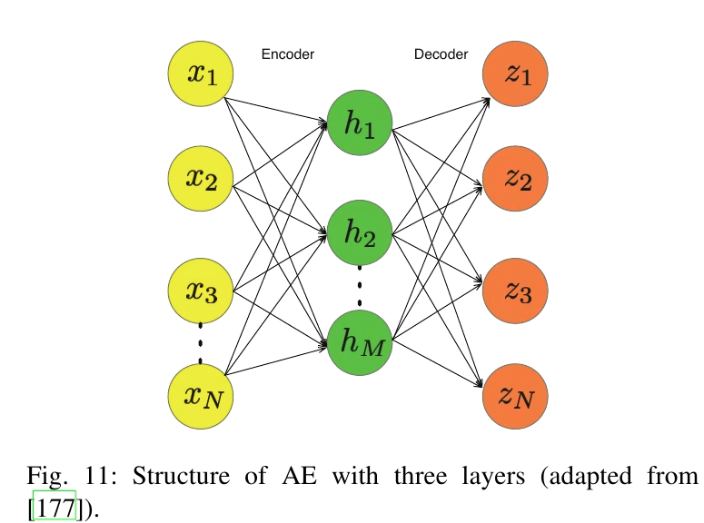 Encoder
Decoder
x1
h1
z1
x2
h2
z2
x3
hM
z3
xN
zN
Fig. 11: Structure of AE with three layers (adapted from
[177]).